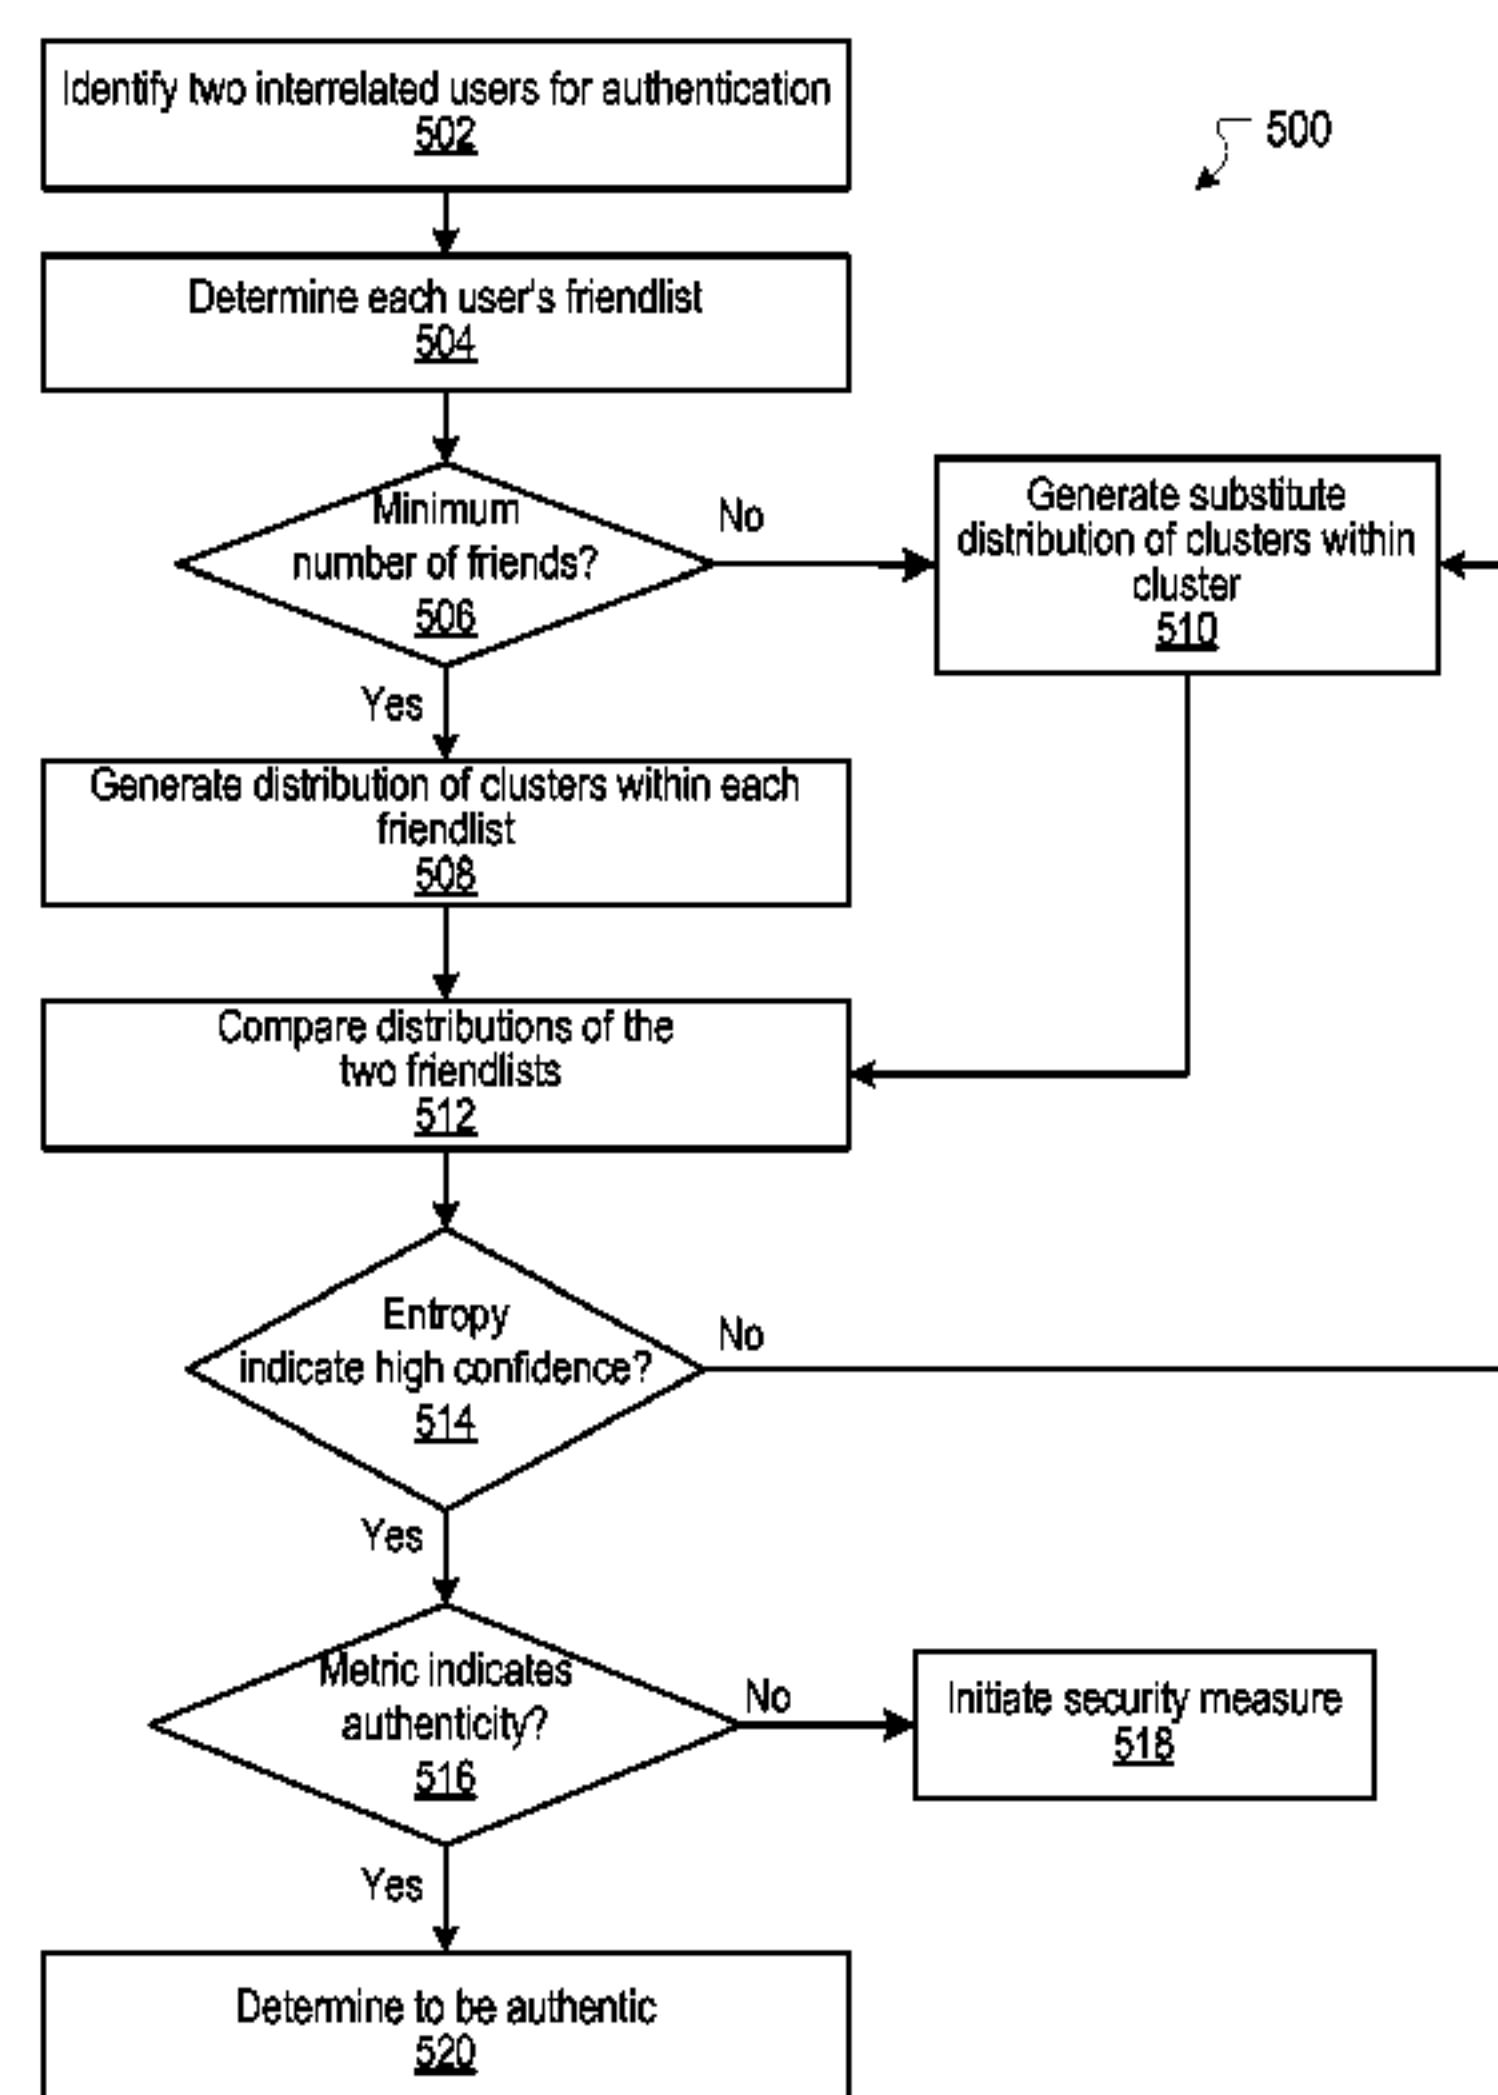 Identify two interrelated users for authentication
502
500
Determine each user's friendlist
504
Minimum
number of friends?
506
No
Generate substitute
distribution of clusters within
cluster
510
Yes
Generate distribution of clusters within each
friendlist
508
Compare distributions of the
two friendlists
512
Entropy
indicate high confidence?
514
No
Yes
Metric indicates
authenticity?
516
No
Initiate security measure
518
Yes
Determine to be authentic
520